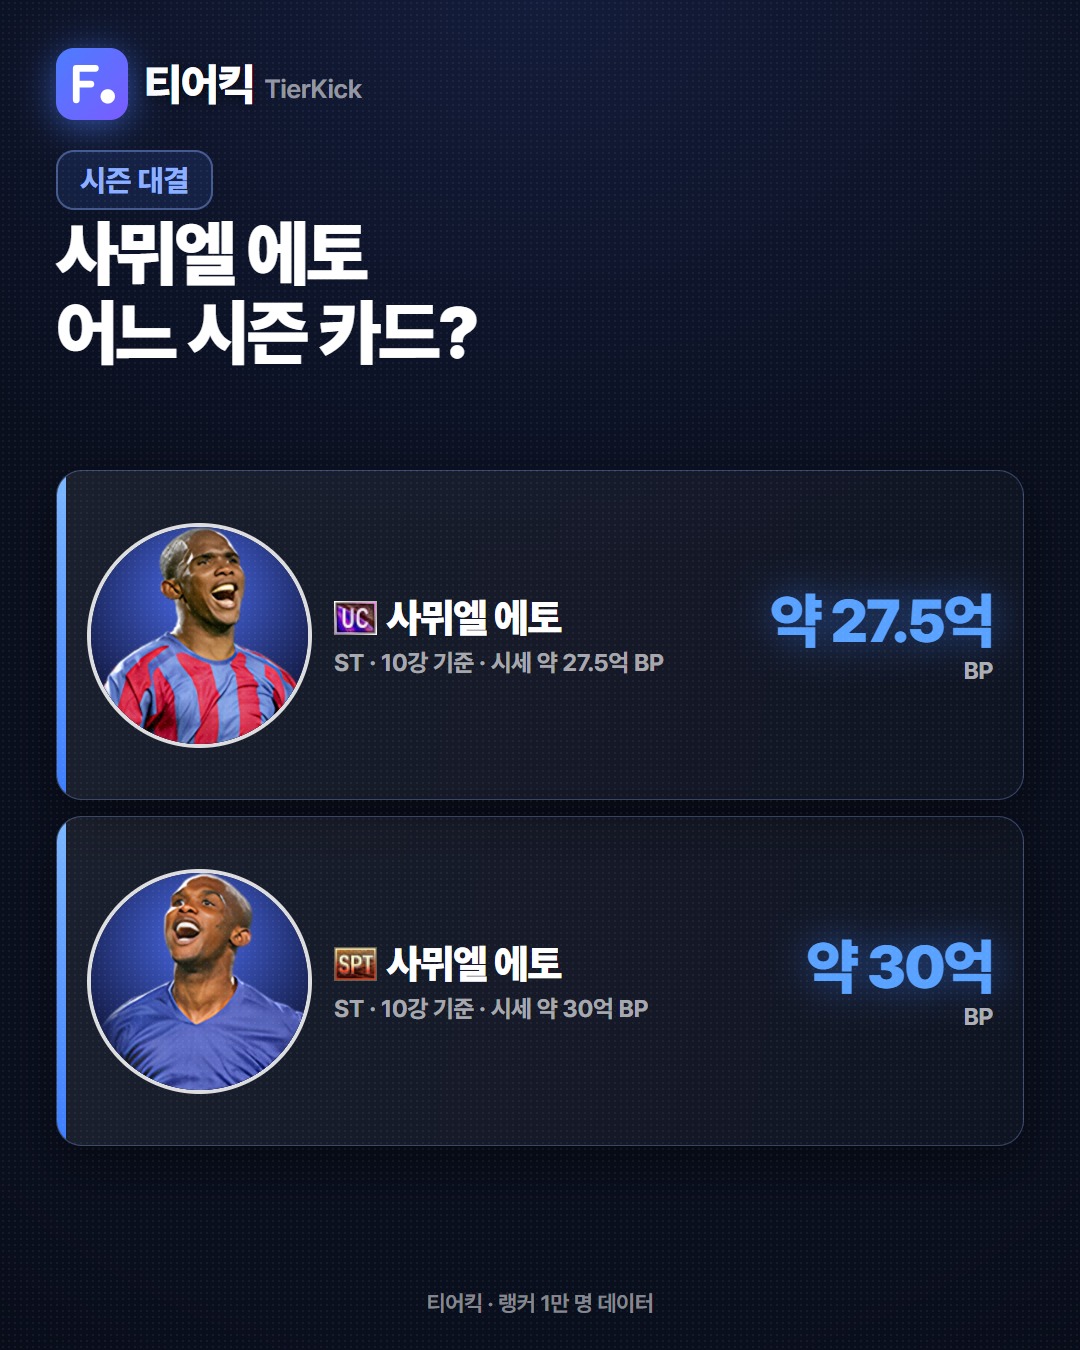 F.
티어킥 TierKick
시즌 대결
사뮈엘 에토
어느 시즌 카드?
UC 사뮈엘 에토
ST · 10강 기준 · 시세 약 27.5억 BP
약 27.5억
BP
SPT 사뮈엘 에토
ST · 10강 기준 · 시세 약 30억 BP
약 30억
BP
티어킥 · 랭커 1만 명 데이터